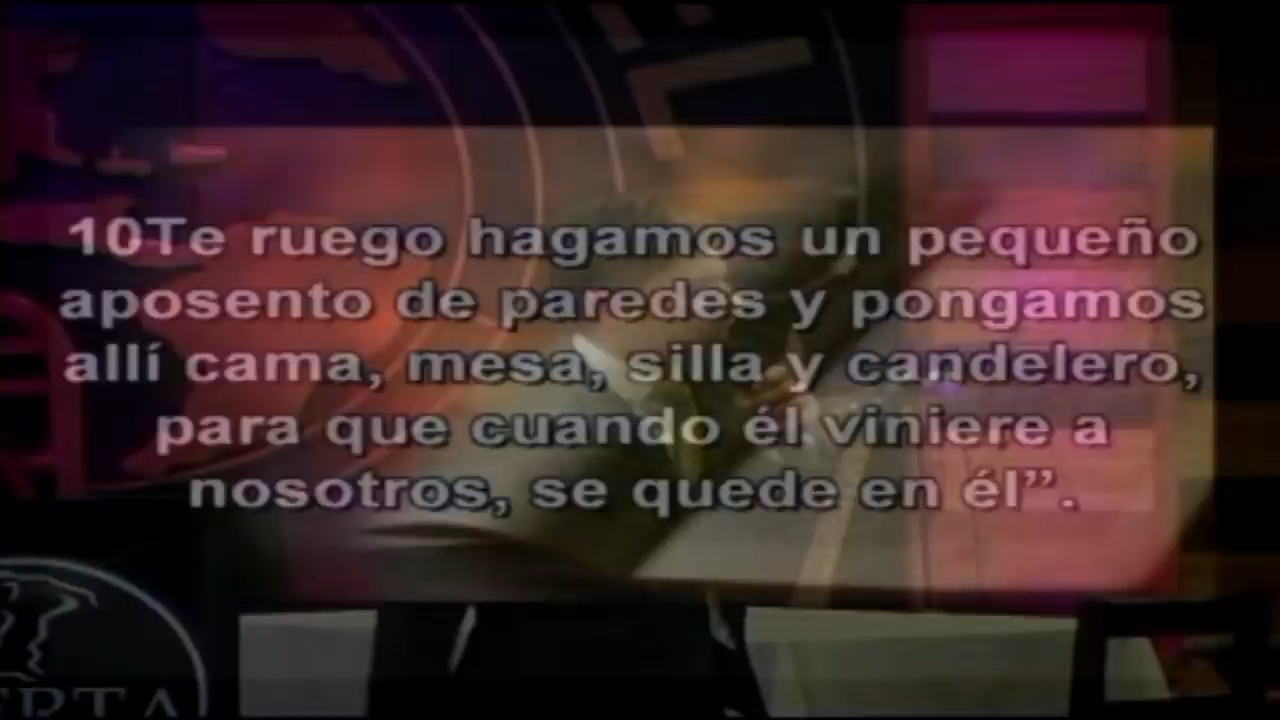 10Te ruego hagamos un pequeño
aposento de paredes y pongamos
allí cama, mesa, silla y candelero,
para que cuando él viniere a
nosotros, se quede en él”.
ERTA